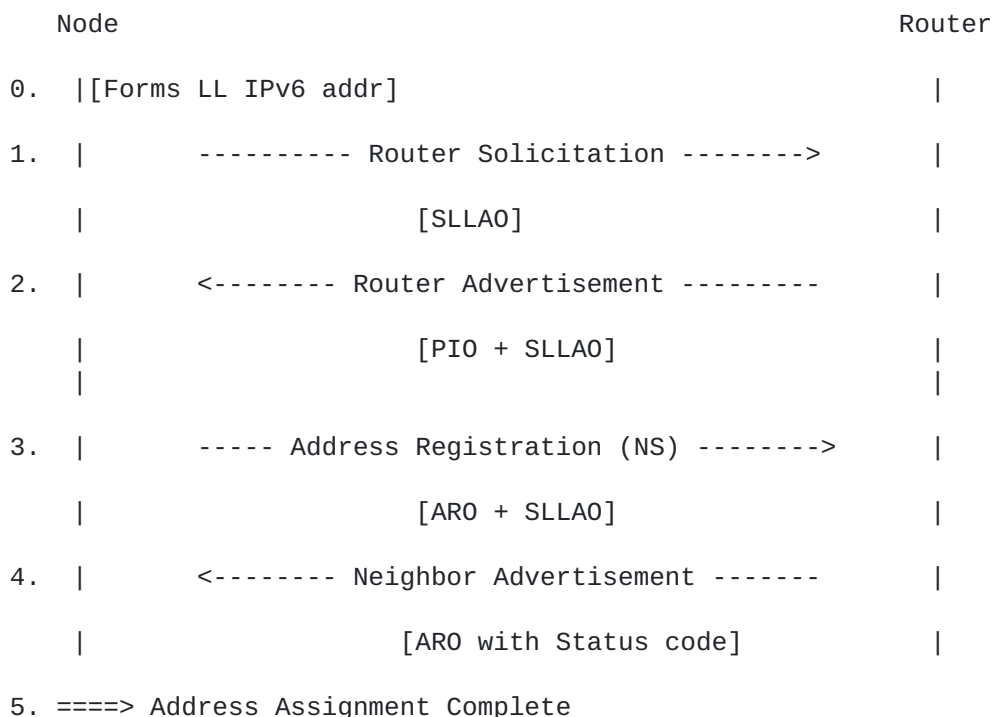 Node                                                  Router
0.  |[Forms LL IPv6 addr]                                  |
1.  |       ---------- Router Solicitation -------->       |
    |                     [SLLAO]                          |
2.  |       <-------- Router Advertisement ---------       |
    |                     [PIO + SLLAO]                    |
    |                                                      |
3.  |       ----- Address Registration (NS) -------->      |
    |                     [ARO + SLLAO]                    |
4.  |       <-------- Neighbor Advertisement -------       |
    |                    [ARO with Status code]            |
5. ====> Address Assignment Complete